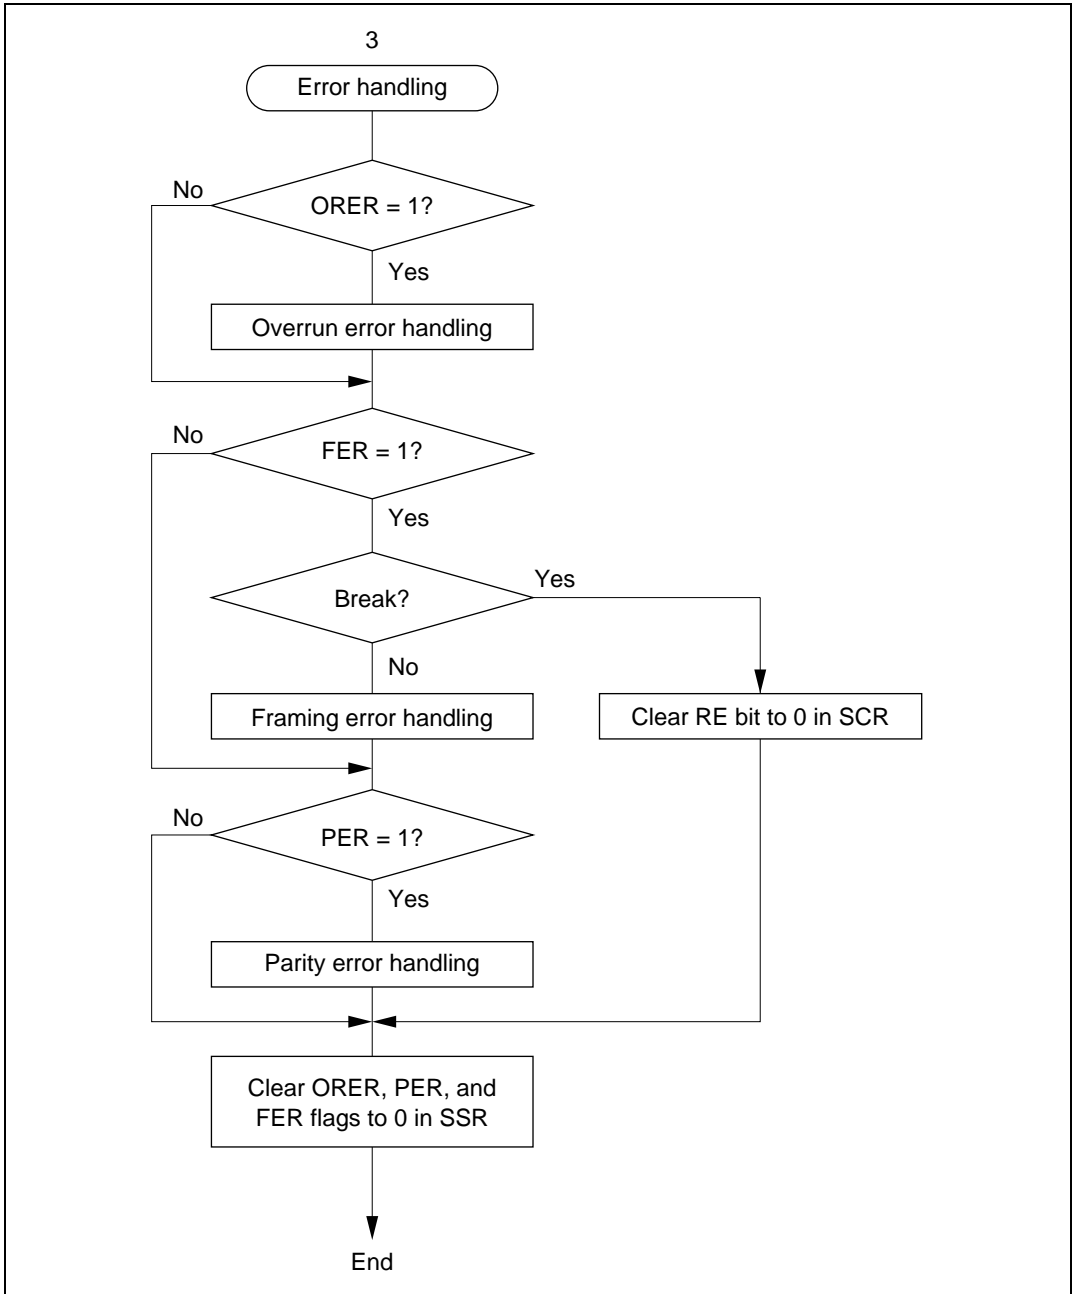 3
Error handling
No
ORER = 1?
Yes
Overrun error handling
No
FER = 1?
Yes
Break?
Yes
No
Framing error handling
Clear RE bit to 0 in SCR
No
PER = 1?
Yes
Parity error handling
Clear ORER, PER, and
FER flags to 0 in SSR
End